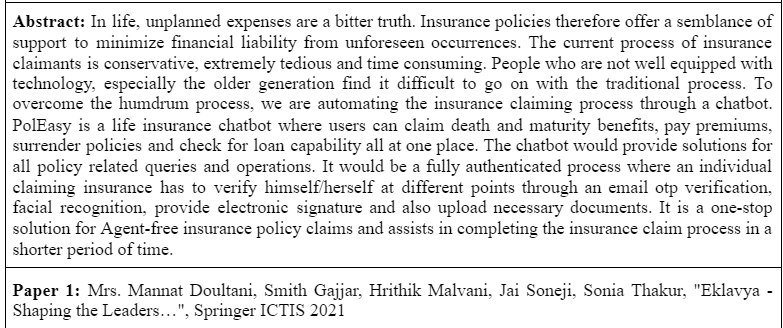 Abstract: In life, unplanned expenses are a bitter truth. Insurance policies therefore offer a semblance of
support to minimize financial liability from unforeseen occurrences. The current process of insurance
claimants is conservative, extremely tedious and time consuming. People who are not well equipped with
technology, especially the older generation find it difficult to go on with the traditional process. To
overcome the humdrum process, we are automating the insurance claiming process through a chatbot.
PolEasy is a life insurance chatbot where users can claim death and maturity benefits, pay premiums,
surrender policies and check for loan capability all at one place. The chatbot would provide solutions for
all policy related queries and operations. It would be a fully authenticated process where an individual
claiming insurance has to verify himself/herself at different points through an email otp verification,
facial recognition, provide electronic signature and also upload necessary documents. It is a one-stop
solution for Agent-free insurance policy claims and assists in completing the insurance claim process in a
shorter period of time.
Paper 1: Mrs. Mannat Doultani, Smith Gajjar, Hrithik Malvani, Jai Soneji, Sonia Thakur, "Eklavya -
Shaping the Leaders…", Springer ICTIS 2021